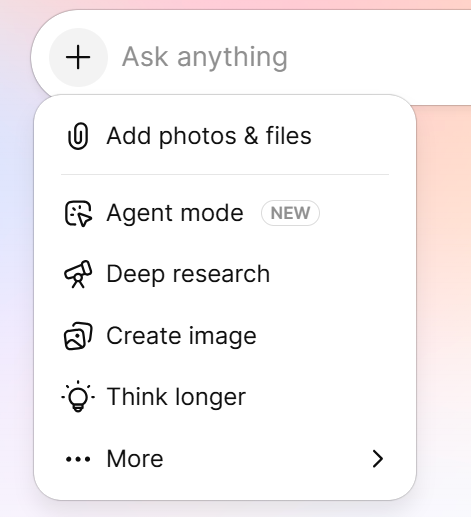 Ask anything
Add photos & files
Agent mode NEW
Deep research
Create image
Think longer
More